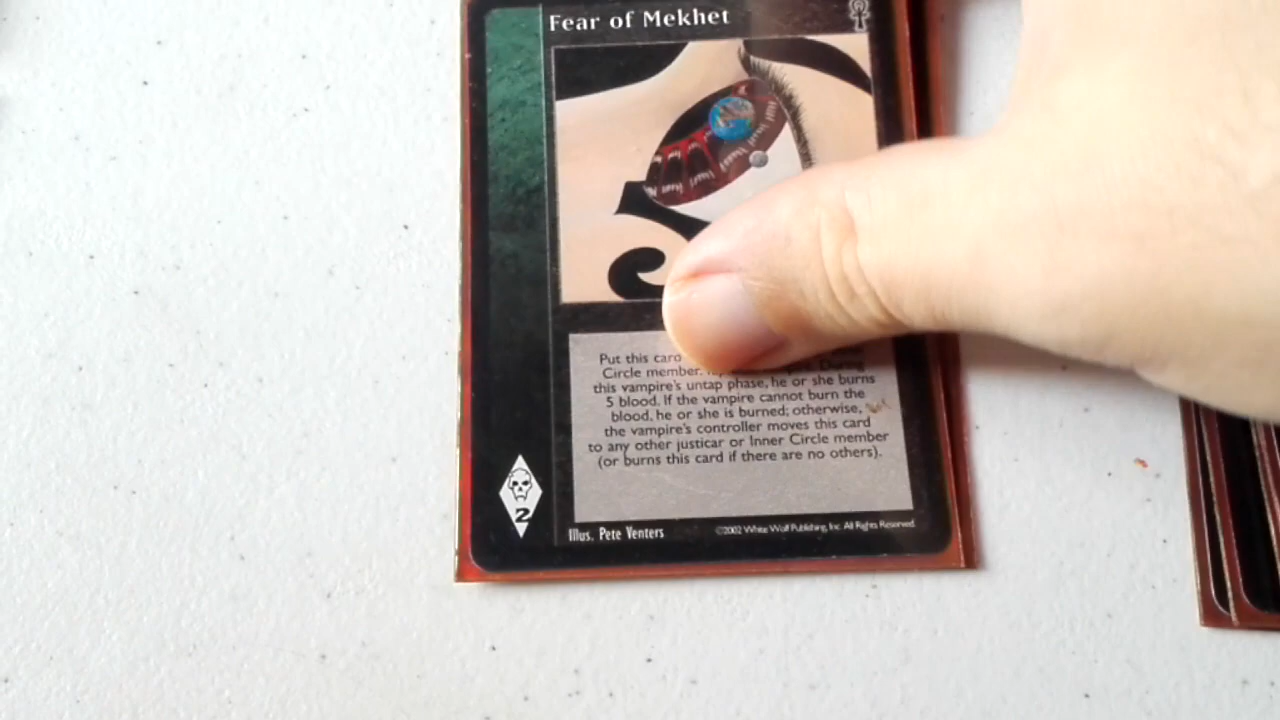 Fear of Mekhet
Put this card
Circle member.
this vampire's untap phase, he or she burns
5 blood. If the vampire cannot burn the
blood, he or she is burned; otherwise,
the vampire's controller moves this card
to any other justicar or Inner Circle member
(or burns this card if there are no others).
2
Illus. Pete Venters
©2002 White Wolf Publishing, Inc. All Rights Reserved.